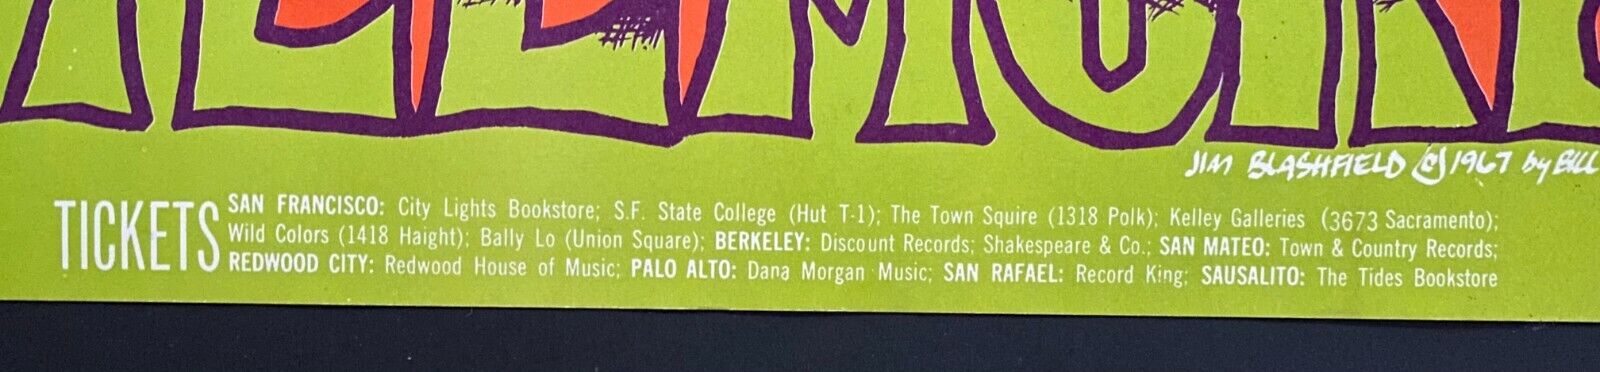 JIM BLASHFIELD © 1967 by BILL
TICKETS
SAN FRANCISCO: City Lights Bookstore; S.F. State College (Hut T-1); The Town Squire (1318 Polk); Kelley Galleries (3673 Sacramento);
Wild Colors (1418 Haight); Bally Lo (Union Square); BERKELEY: Discount Records; Shakespeare & Co.; SAN MATEO: Town & Country Records;
REDWOOD CITY: Redwood House of Music; PALO ALTO: Dana Morgan Music; SAN RAFAEL: Record King; SAUSALITO: The Tides Bookstore